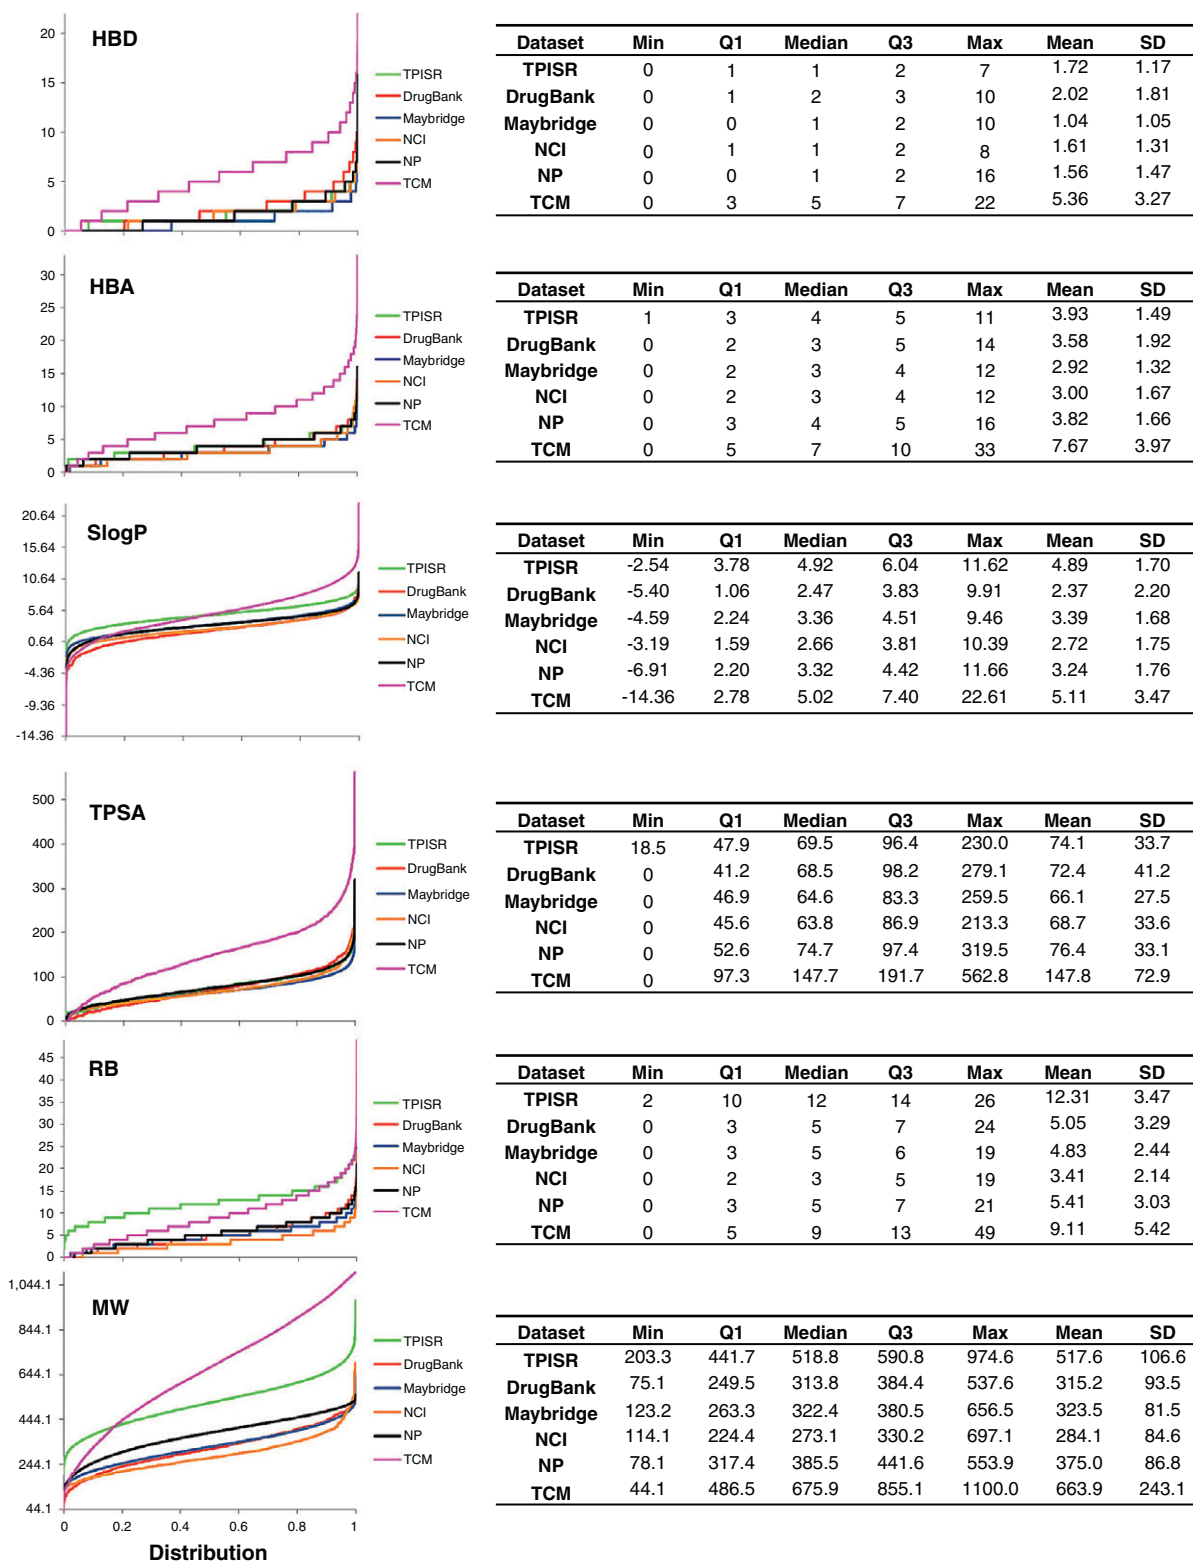 HBD
20
15
10
5
0
TPISR
DrugBank
Maybridge
NCI
NP
TCM
Dataset Min Q1 Median Q3 Max Mean SD
TPISR 0 1 1 2 7 1.72 1.17
DrugBank 0 1 2 3 10 2.02 1.81
Maybridge 0 0 1 2 10 1.04 1.05
NCI 0 1 1 2 8 1.61 1.31
NP 0 0 1 2 16 1.56 1.47
TCM 0 3 5 7 22 5.36 3.27
HBA
30
25
20
15
10
5
0
TPISR
DrugBank
Maybridge
NCI
NP
TCM
Dataset Min Q1 Median Q3 Max Mean SD
TPISR 1 3 4 5 11 3.93 1.49
DrugBank 0 2 3 5 14 3.58 1.92
Maybridge 0 2 3 4 12 2.92 1.32
NCI 0 2 3 4 12 3.00 1.67
NP 0 3 4 5 16 3.82 1.66
TCM 0 5 7 10 33 7.67 3.97
SlogP
20.64
15.64
10.64
5.64
0.64
-4.36
-9.36
-14.36
TPISR
DrugBank
Maybridge
NCI
NP
TCM
Dataset Min Q1 Median Q3 Max Mean SD
TPISR -2.54 3.78 4.92 6.04 11.62 4.89 1.70
DrugBank -5.40 1.06 2.47 3.83 9.91 2.37 2.20
Maybridge -4.59 2.24 3.36 4.51 9.46 3.39 1.68
NCI -3.19 1.59 2.66 3.81 10.39 2.72 1.75
NP -6.91 2.20 3.32 4.42 11.66 3.24 1.76
TCM -14.36 2.78 5.02 7.40 22.61 5.11 3.47
TPSA
500
400
300
200
100
0
TPISR
DrugBank
Maybridge
NCI
NP
TCM
Dataset Min Q1 Median Q3 Max Mean SD
TPISR 18.5 47.9 69.5 96.4 230.0 74.1 33.7
DrugBank 0 41.2 68.5 98.2 279.1 72.4 41.2
Maybridge 0 46.9 64.6 83.3 259.5 66.1 27.5
NCI 0 45.6 63.8 86.9 213.3 68.7 33.6
NP 0 52.6 74.7 97.4 319.5 76.4 33.1
TCM 0 97.3 147.7 191.7 562.8 147.8 72.9
RB
45
40
35
30
25
20
15
10
5
0
TPISR
DrugBank
Maybridge
NCI
NP
TCM
Dataset Min Q1 Median Q3 Max Mean SD
TPISR 2 10 12 14 26 12.31 3.47
DrugBank 0 3 5 7 24 5.05 3.29
Maybridge 0 3 5 6 19 4.83 2.44
NCI 0 2 3 5 19 3.41 2.14
NP 0 3 5 7 21 5.41 3.03
TCM 0 5 9 13 49 9.11 5.42
MW
1,044.1
844.1
644.1
444.1
244.1
44.1
0 0.2 0.4 0.6 0.8 1
Distribution
TPISR
DrugBank
Maybridge
NCI
NP
TCM
Dataset Min Q1 Median Q3 Max Mean SD
TPISR 203.3 441.7 518.8 590.8 974.6 517.6 106.6
DrugBank 75.1 249.5 313.8 384.4 537.6 315.2 93.5
Maybridge 123.2 263.3 322.4 380.5 656.5 323.5 81.5
NCI 114.1 224.4 273.1 330.2 697.1 284.1 84.6
NP 78.1 317.4 385.5 441.6 553.9 375.0 86.8
TCM 44.1 486.5 675.9 855.1 1100.0 663.9 243.1